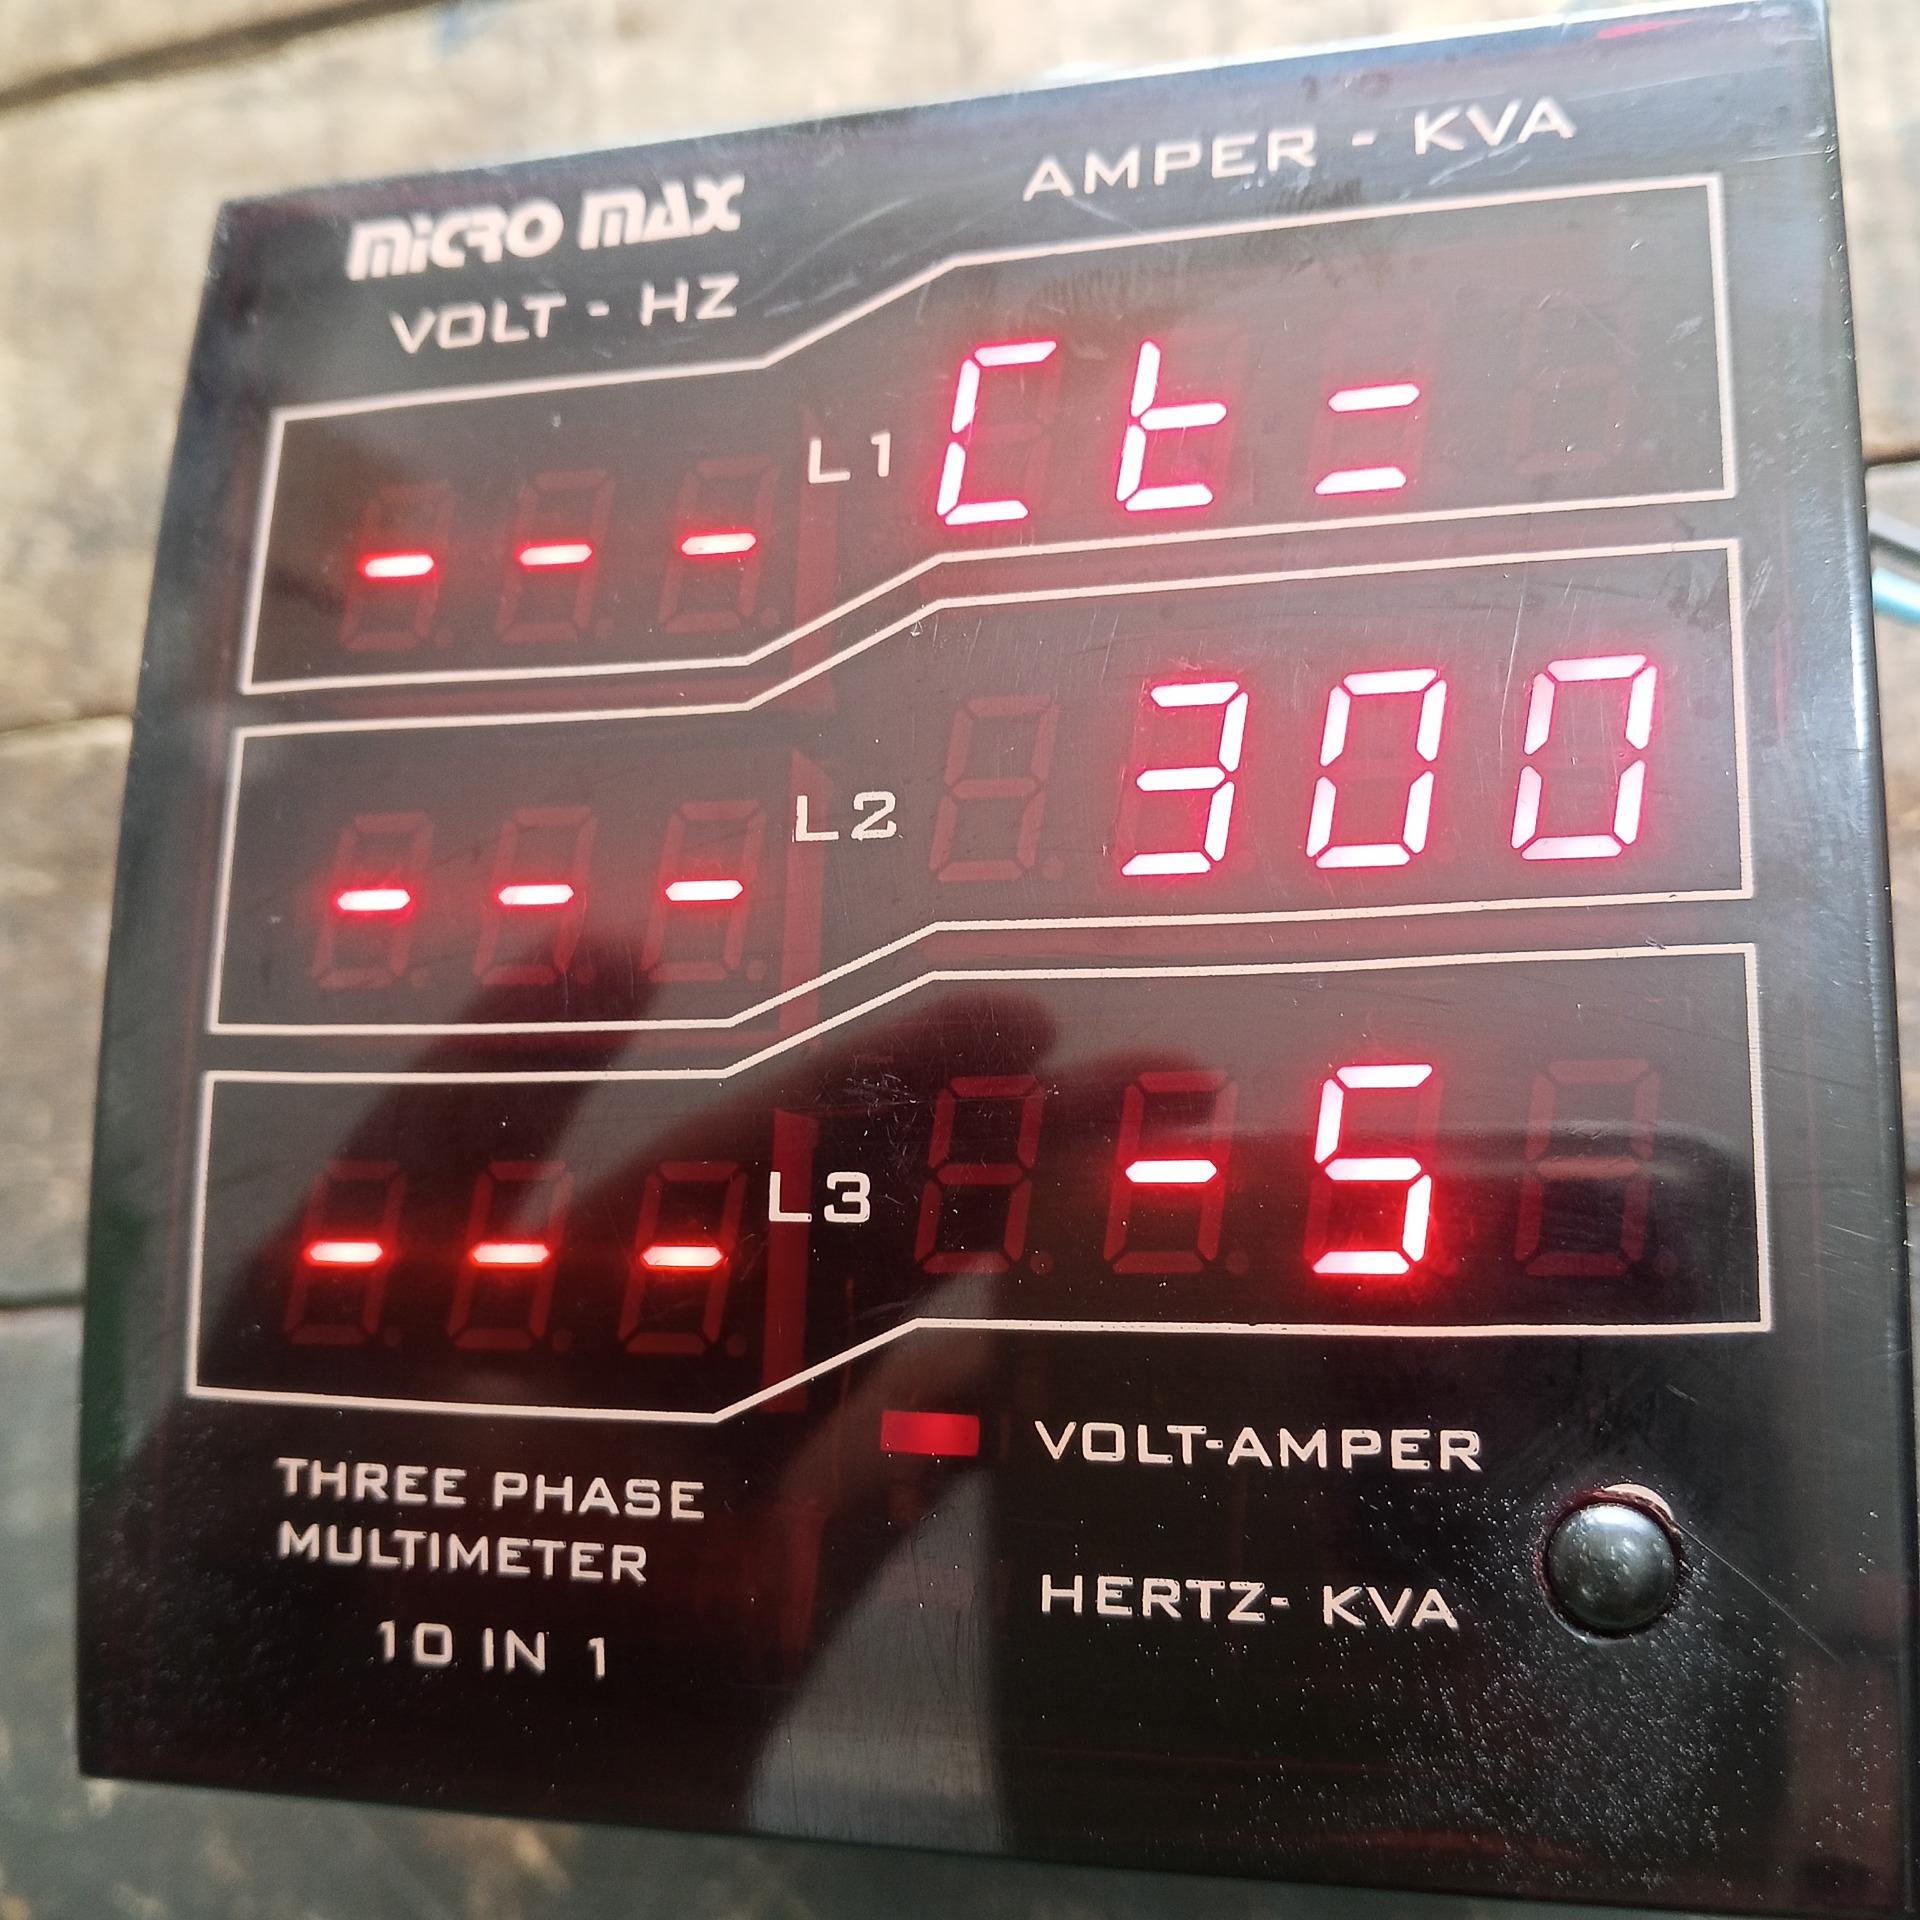 MICRO MAX
VOLT - HZ
AMPER - KVA
- - - L1 Ct=
- - - L2 300
- - - L3 -5
VOLT-AMPER
THREE PHASE
MULTIMETER
HERTZ- KVA
10 IN 1